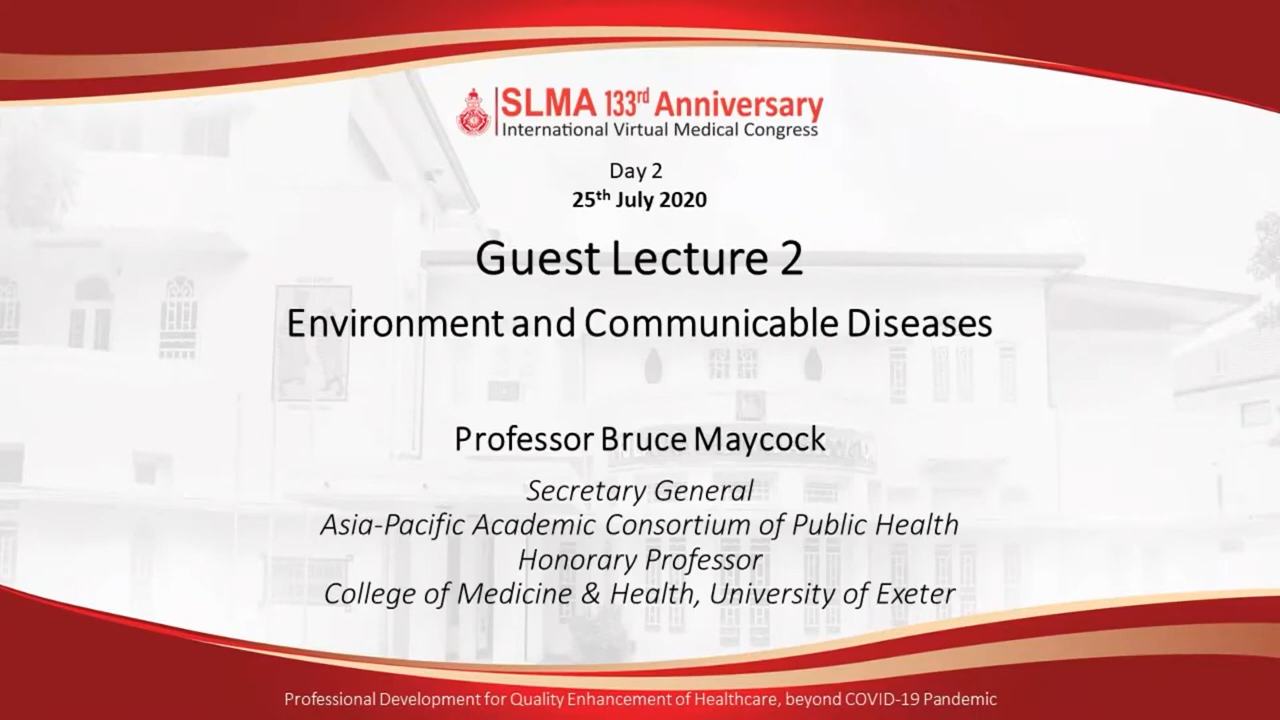 SLMA 133rd Anniversary
International Virtual Medical Congress
Day 2
25th July 2020
Guest Lecture 2
Environment and Communicable Diseases
Professor Bruce Maycock
Secretary General
Asia-Pacific Academic Consortium of Public Health
Honorary Professor
College of Medicine & Health, University of Exeter
Professional Development for Quality Enhancement of Healthcare, beyond COVID-19 Pandemic